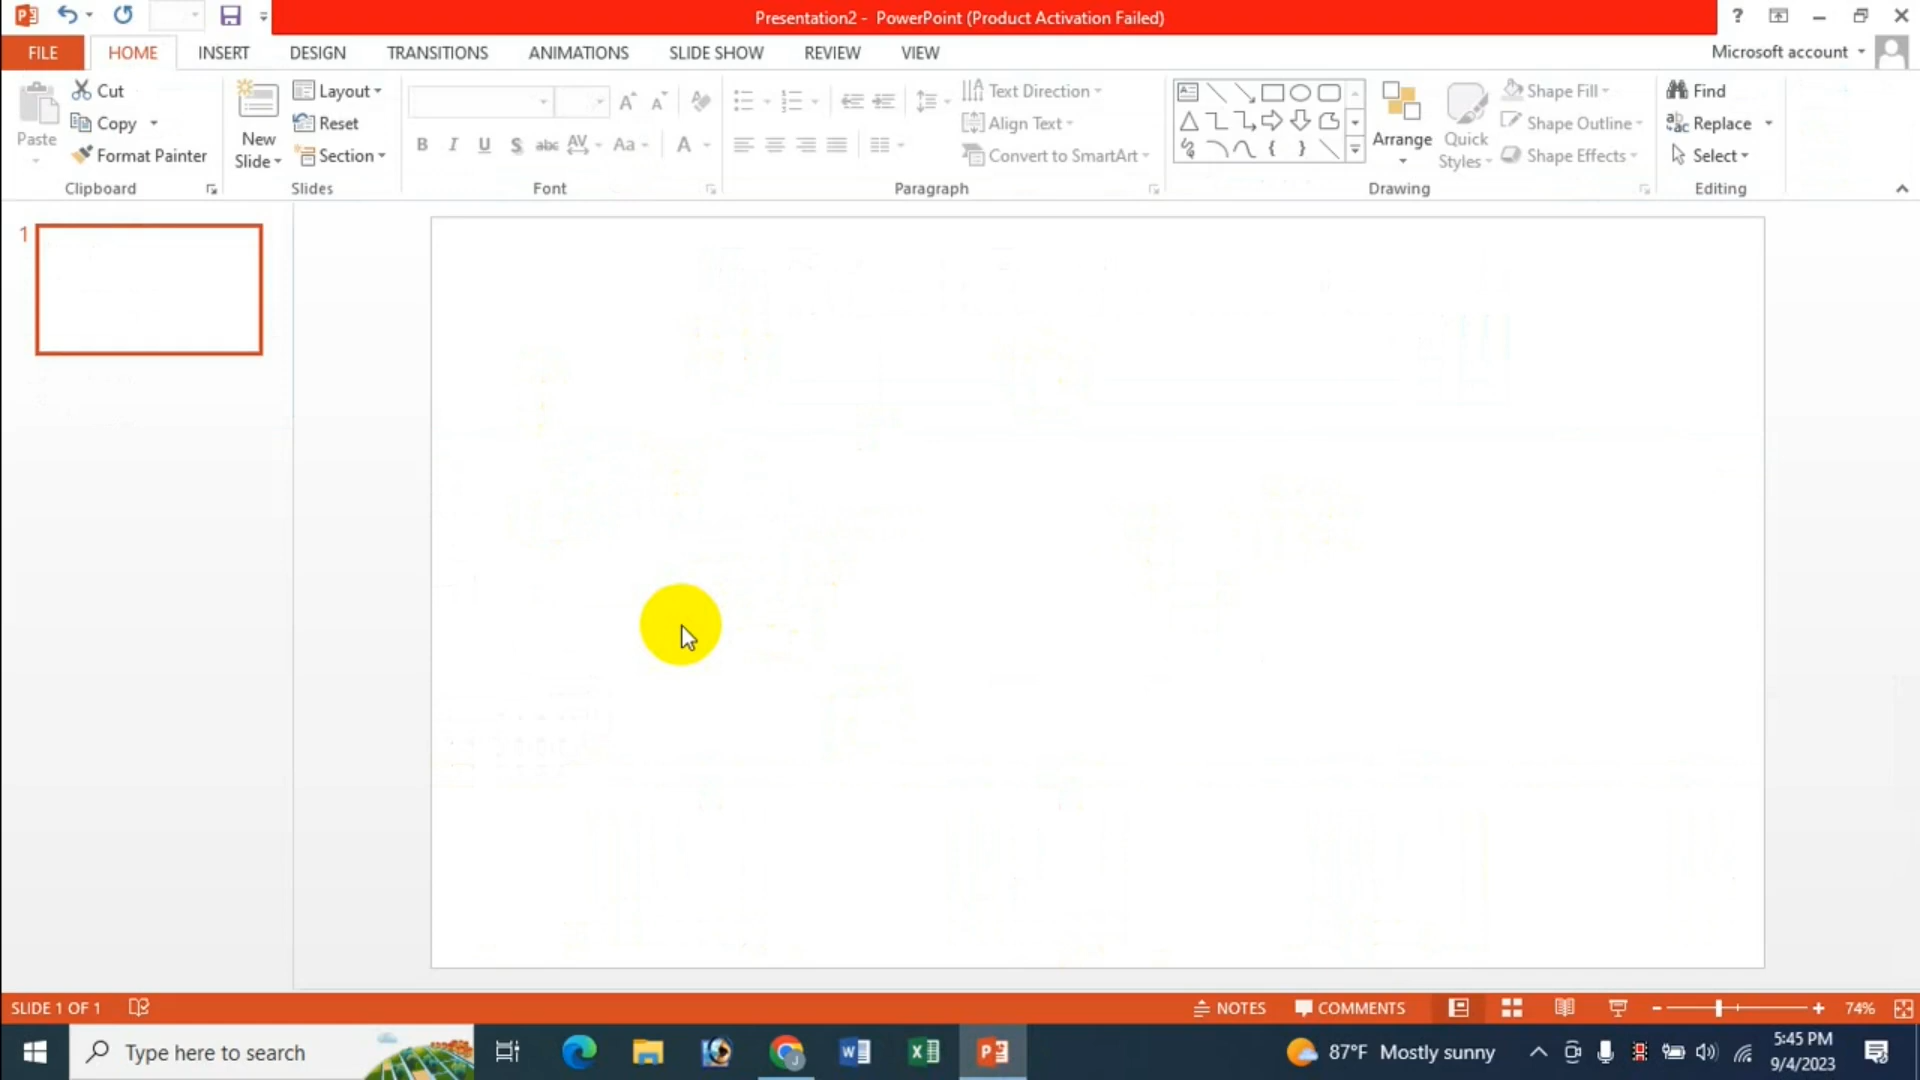 Presentation2 - PowerPoint (Product Activation Failed)
?
FILE HOME INSERT DESIGN TRANSITIONS ANIMATIONS SLIDE SHOW REVIEW VIEW Microsoft account
Cut
Copy
Format Painter
Paste
Clipboard
New
Slide
Layout
Reset
Section
Slides
B I U S abc AV Aa A
Font
Text Direction
Align Text
Convert to SmartArt
Paragraph
Arrange
Quick
Styles
Shape Fill
Shape Outline
Shape Effects
Drawing
Find
Replace
Select
Editing
1
SLIDE 1 OF 1 NOTES COMMENTS 74%
Type here to search
87°F Mostly sunny
5:45 PM
9/4/2023